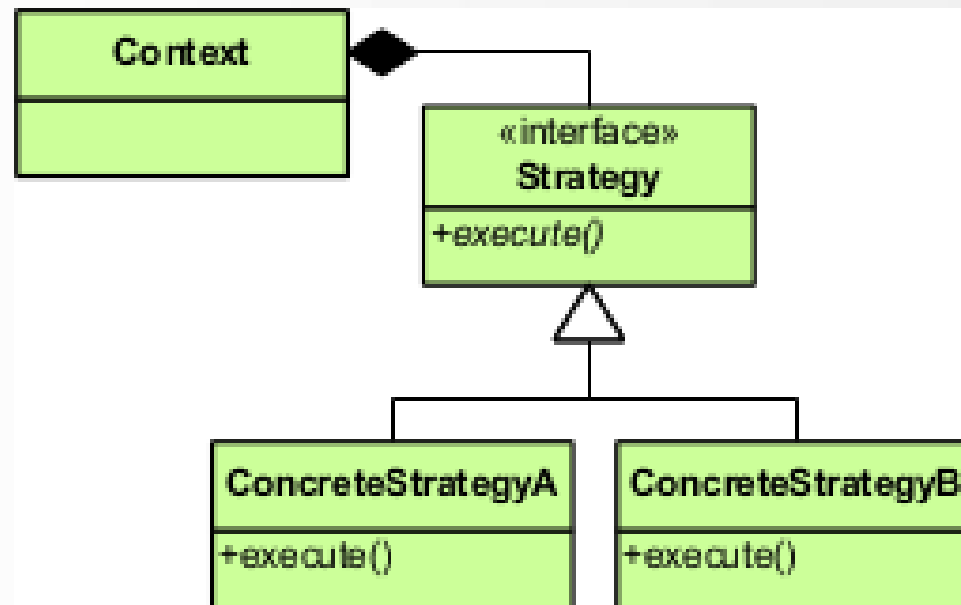 Context
«interface»
Strategy
+execute()
ConcreteStrategyA
ConcreteStrategyB
+execute()
+execute()